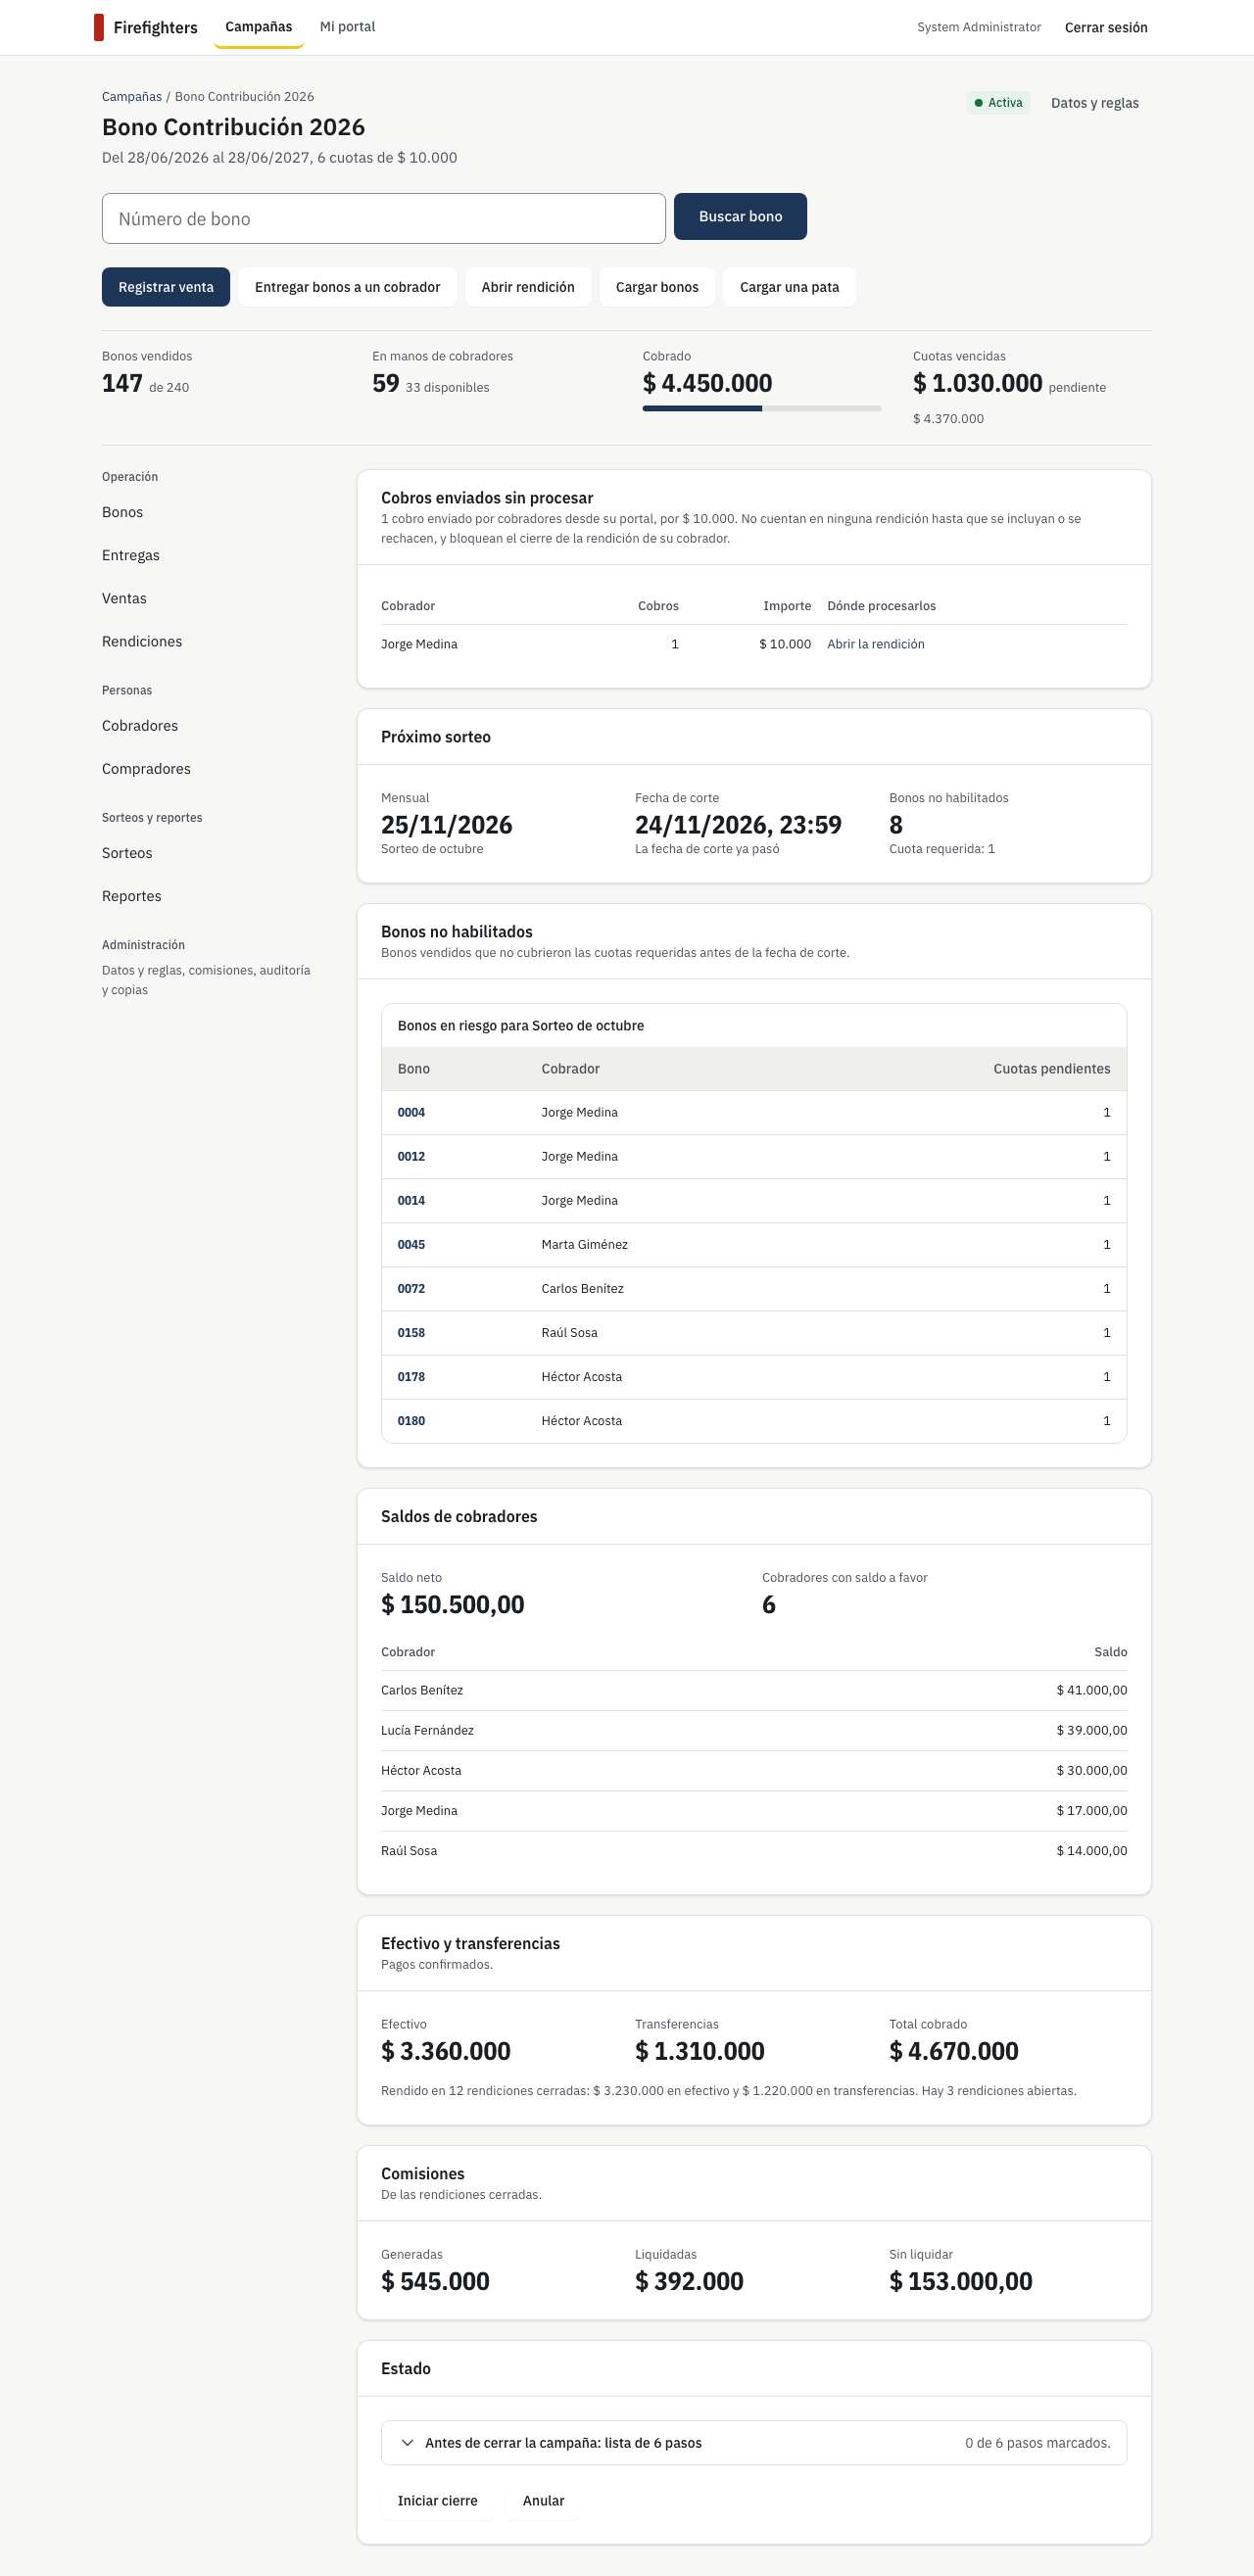 Firefighters Campañas Mi portal System Administrator Cerrar sesión
Campañas / Bono Contribución 2026
Activa Datos y reglas
Bono Contribución 2026
Del 28/06/2026 al 28/06/2027, 6 cuotas de $ 10.000
Número de bono Buscar bono
Registrar venta Entregar bonos a un cobrador Abrir rendición Cargar bonos Cargar una pata
Bonos vendidos
147 de 240
En manos de cobradores
59 33 disponibles
Cobrado
$ 4.450.000
Cuotas vencidas
$ 1.030.000 pendiente
$ 4.370.000
Operación
Bonos
Entregas
Ventas
Rendiciones
Personas
Cobradores
Compradores
Sorteos y reportes
Sorteos
Reportes
Administración
Datos y reglas, comisiones, auditoría
y copias
Cobros enviados sin procesar
1 cobro enviado por cobradores desde su portal, por $ 10.000. No cuentan en ninguna rendición hasta que se incluyan o se
rechacen, y bloquean el cierre de la rendición de su cobrador.
Cobrador Cobros Importe Dónde procesarlos
Jorge Medina 1 $ 10.000 Abrir la rendición
Próximo sorteo
Mensual
25/11/2026
Sorteo de octubre
Fecha de corte
24/11/2026, 23:59
La fecha de corte ya pasó
Bonos no habilitados
8
Cuota requerida: 1
Bonos no habilitados
Bonos vendidos que no cubrieron las cuotas requeridas antes de la fecha de corte.
Bonos en riesgo para Sorteo de octubre
Bono Cobrador Cuotas pendientes
0004 Jorge Medina 1
0012 Jorge Medina 1
0014 Jorge Medina 1
0045 Marta Giménez 1
0072 Carlos Benítez 1
0158 Raúl Sosa 1
0178 Héctor Acosta 1
0180 Héctor Acosta 1
Saldos de cobradores
Saldo neto
$ 150.500,00
Cobradores con saldo a favor
6
Cobrador Saldo
Carlos Benítez $ 41.000,00
Lucía Fernández $ 39.000,00
Héctor Acosta $ 30.000,00
Jorge Medina $ 17.000,00
Raúl Sosa $ 14.000,00
Efectivo y transferencias
Pagos confirmados.
Efectivo
$ 3.360.000
Transferencias
$ 1.310.000
Total cobrado
$ 4.670.000
Rendido en 12 rendiciones cerradas: $ 3.230.000 en efectivo y $ 1.220.000 en transferencias. Hay 3 rendiciones abiertas.
Comisiones
De las rendiciones cerradas.
Generadas
$ 545.000
Liquidadas
$ 392.000
Sin liquidar
$ 153.000,00
Estado
Antes de cerrar la campaña: lista de 6 pasos 0 de 6 pasos marcados.
Iniciar cierre Anular